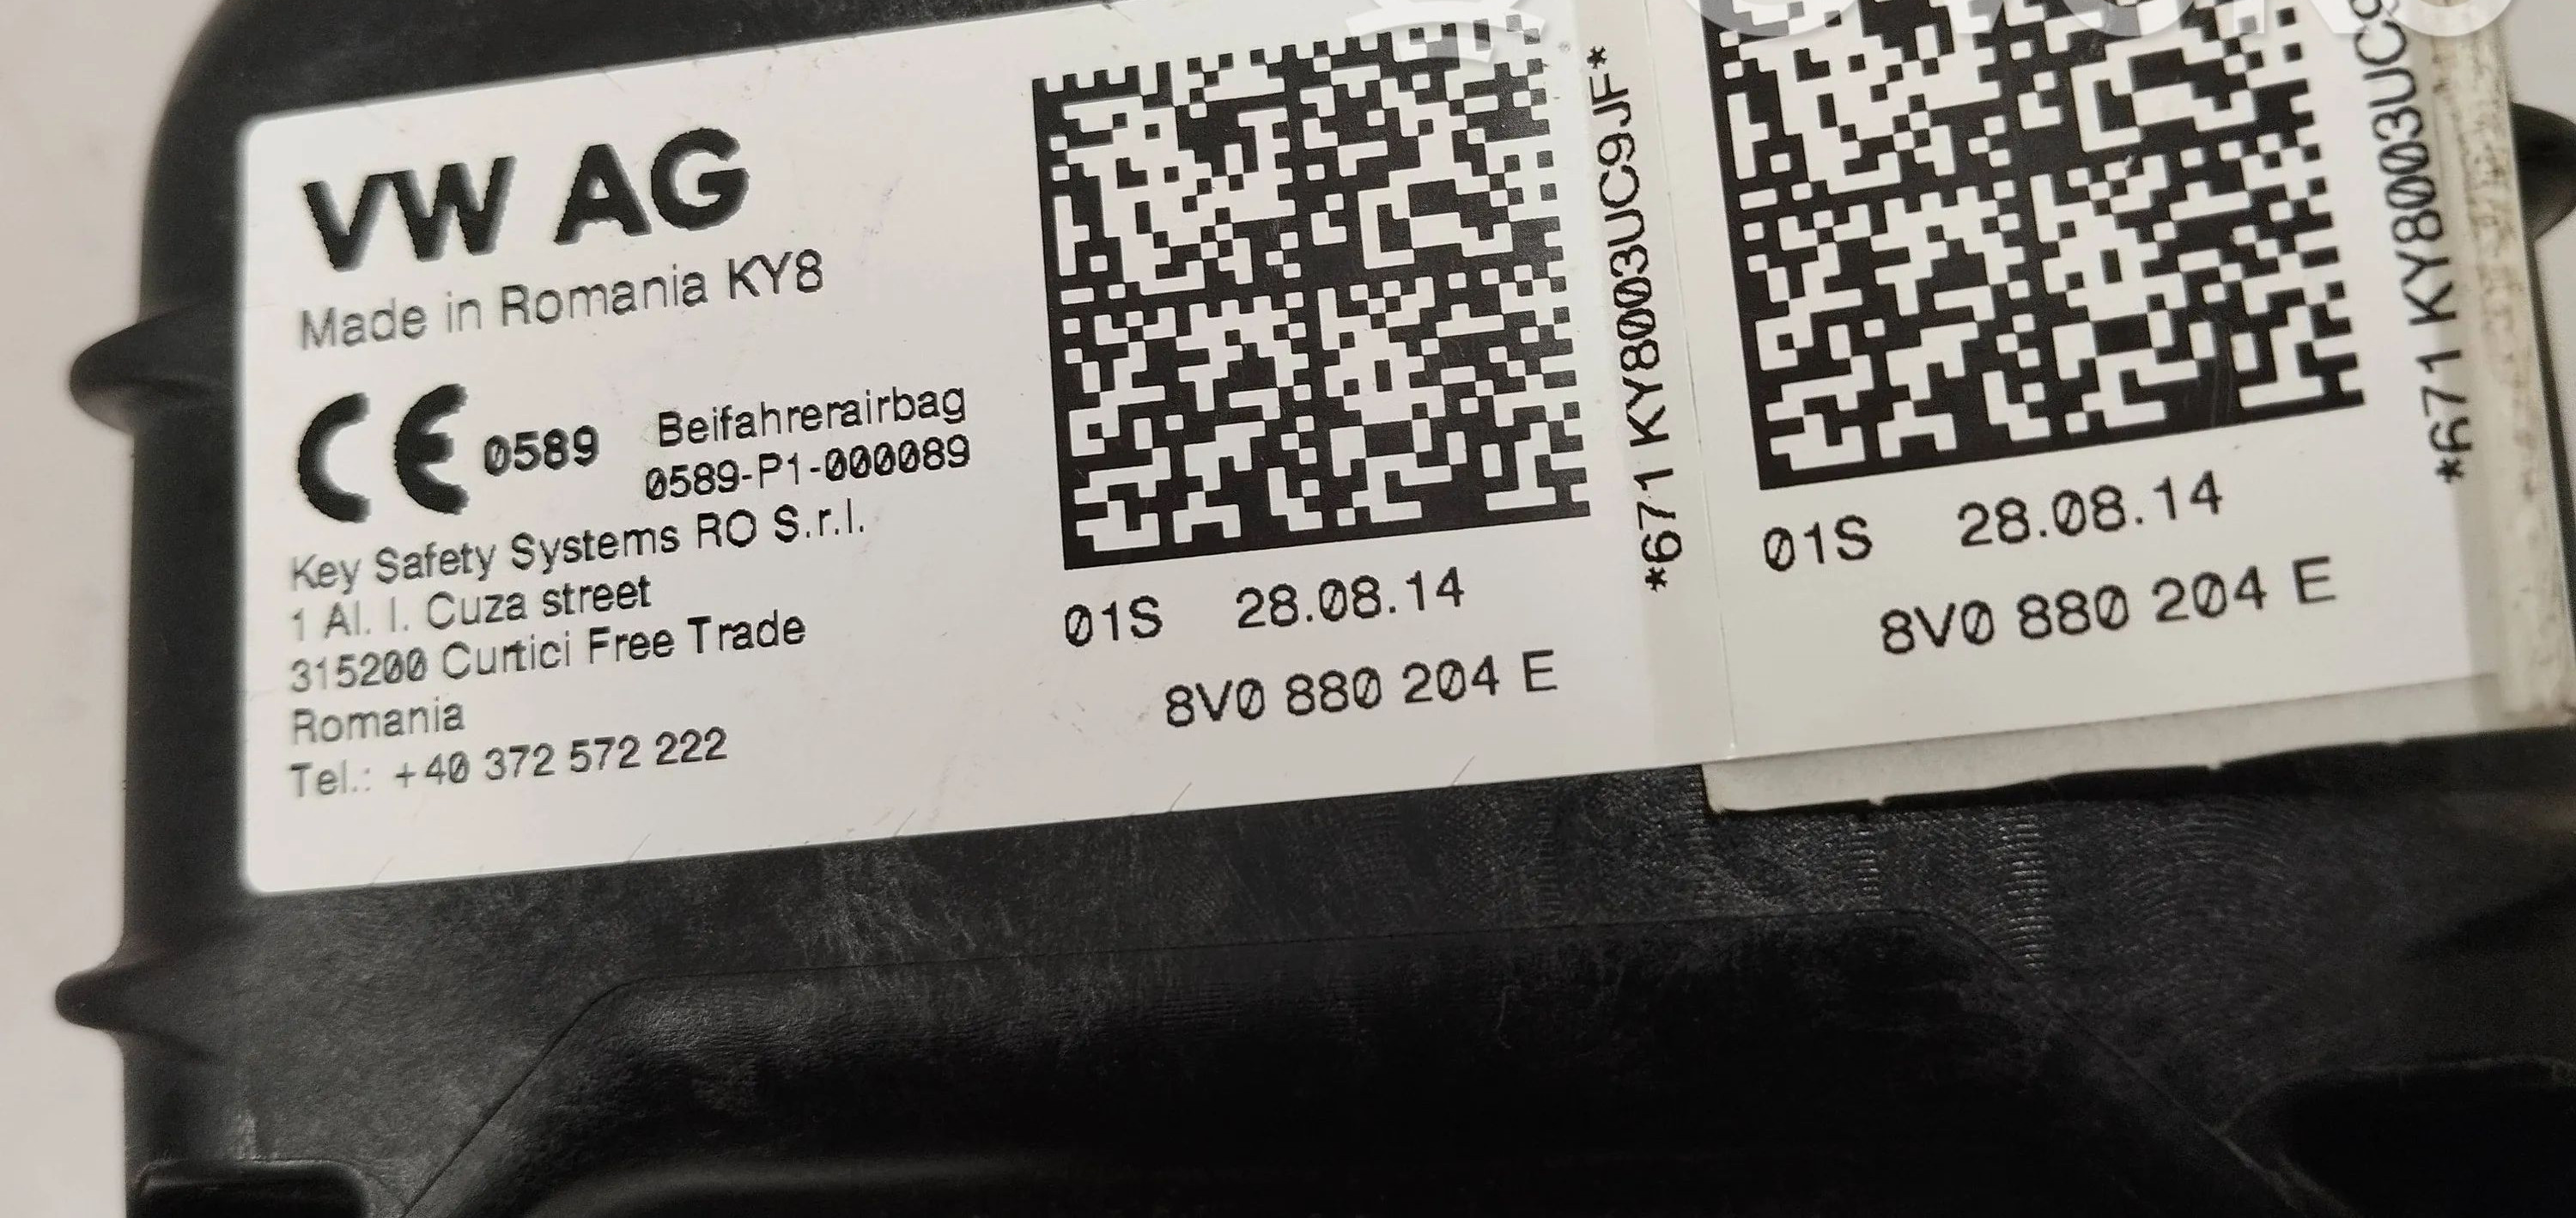 VW AG
Made in Romania KY8
CE 0589
Beifahrerairbag
0589-P1-000089
Key Safety Systems RO S.r.l.
1 Al. I. Cuza street
315200 Curtici Free Trade
Romania
Tel.: +40 372 572 222
01S 28.08.14
8V0 880 204 E
*671 KY8003UC9JF*
01S 28.08.14
8V0 880 204 E
*671 KY8003UC9